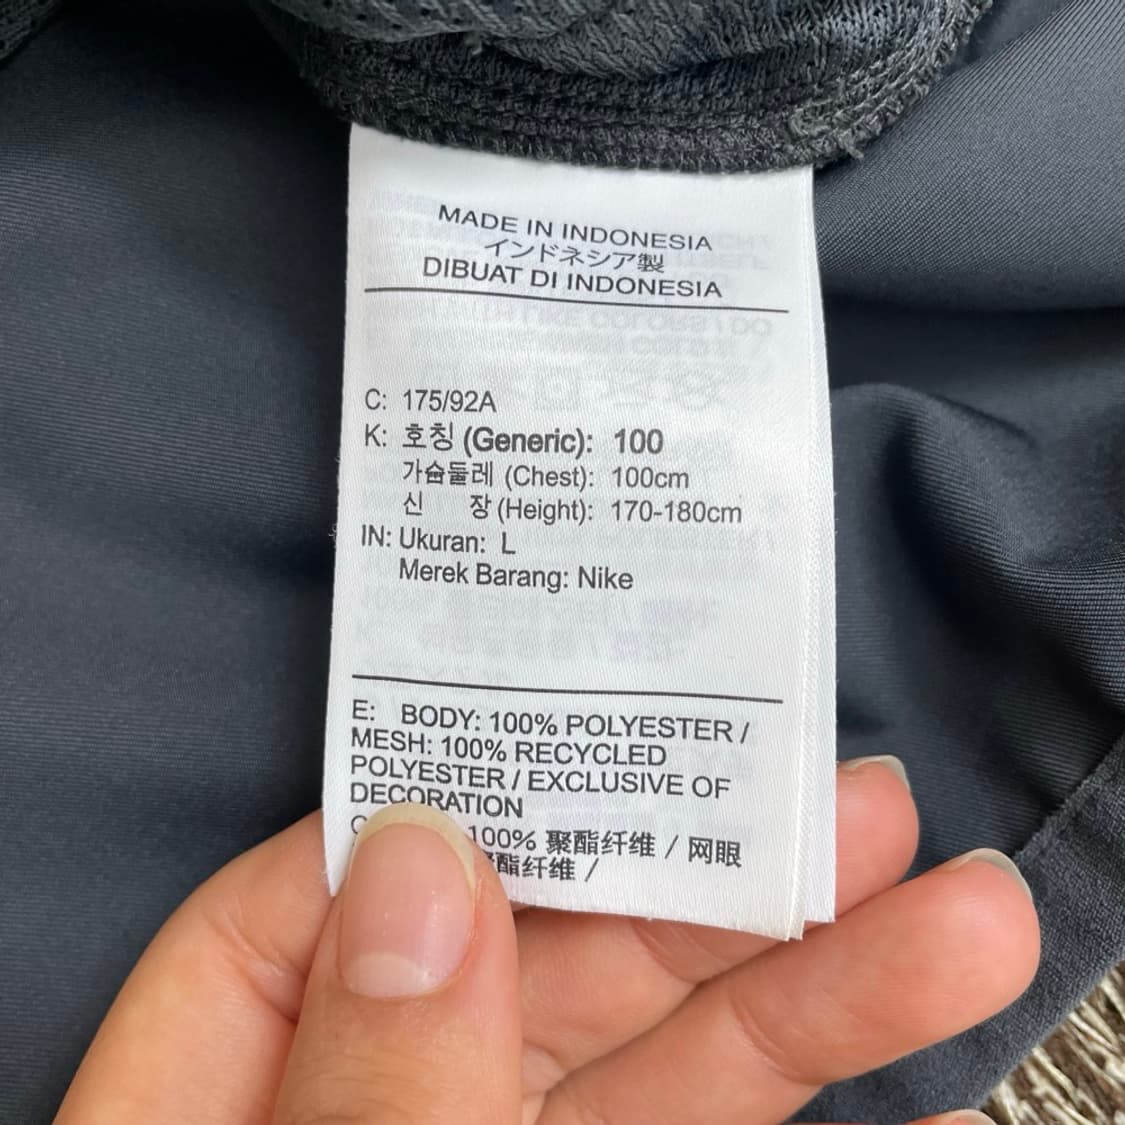 MADE IN INDONESIA
インドネシア製
DIBUAT DI INDONESIA
C: 175/92A
K: 호칭 (Generic): 100
가슴둘레 (Chest): 100cm
신 장 (Height): 170-180cm
IN: Ukuran: L
Merek Barang: Nike
E: BODY: 100% POLYESTER /
MESH: 100% RECYCLED
POLYESTER / EXCLUSIVE OF
DECORATION
100% 聚酯纤维 / 网眼
酯纤维 /